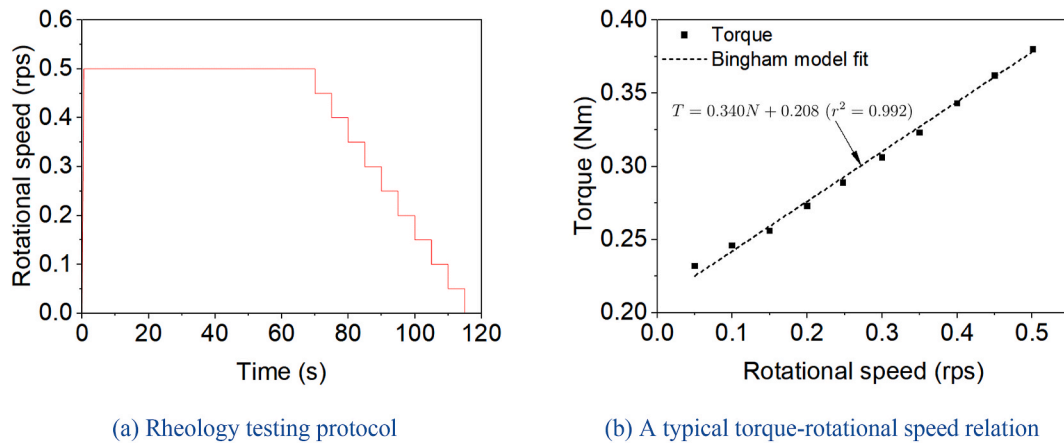 0.6
0.5
0.4
0.3
0.2
0.1
0.0
0 20 40 60 80 100 120
Rotational speed (rps)
Time (s)
(a) Rheology testing protocol
Torque
Bingham model fit
T = 0.340N + 0.208 (r² = 0.992)
0.35
0.30
0.25
0.20
0.0 0.1 0.2 0.3 0.4 0.5
Torque (Nm)
Rotational speed (rps)
(b) A typical torque-rotational speed relation